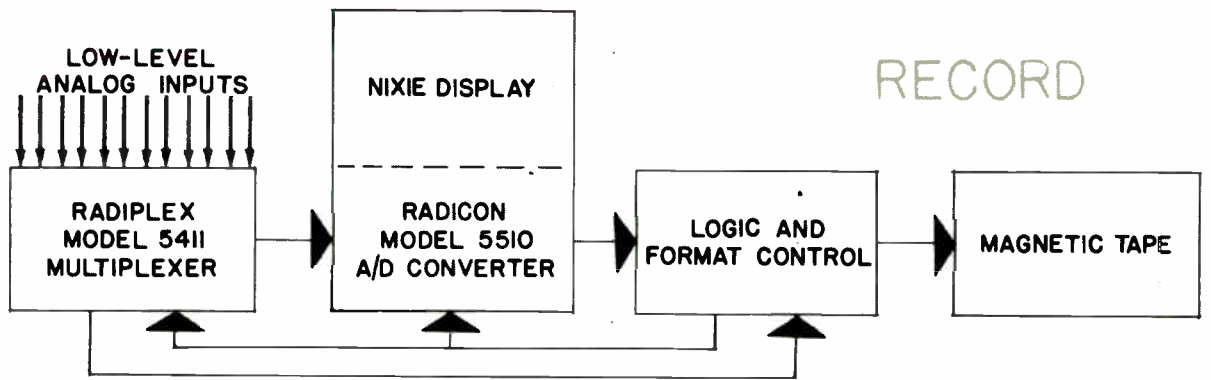 LOW-LEVEL
ANALOG INPUTS
NIXIE DISPLAY
RECORD
RADIPLEX
MODEL 5411
MULTIPLEXER
RADICON
MODEL 5510
A/D CONVERTER
LOGIC AND
FORMAT CONTROL
MAGNETIC TAPE